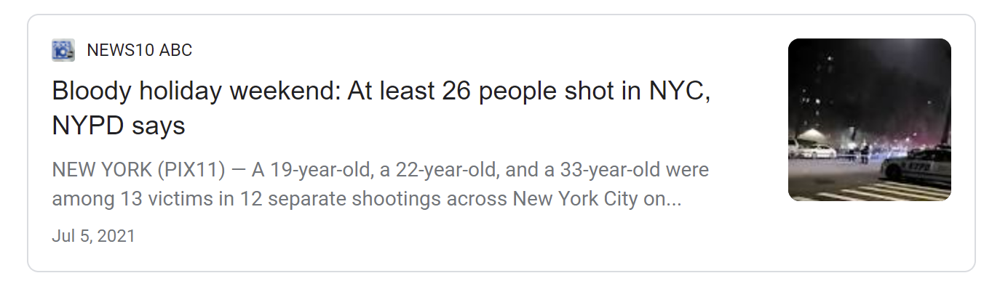 NEWS10 ABC
Bloody holiday weekend: At least 26 people shot in NYC,
NYPD says
NEW YORK (PIX11) — A 19-year-old, a 22-year-old, and a 33-year-old were
among 13 victims in 12 separate shootings across New York City on...
Jul 5, 2021
10
NYPD